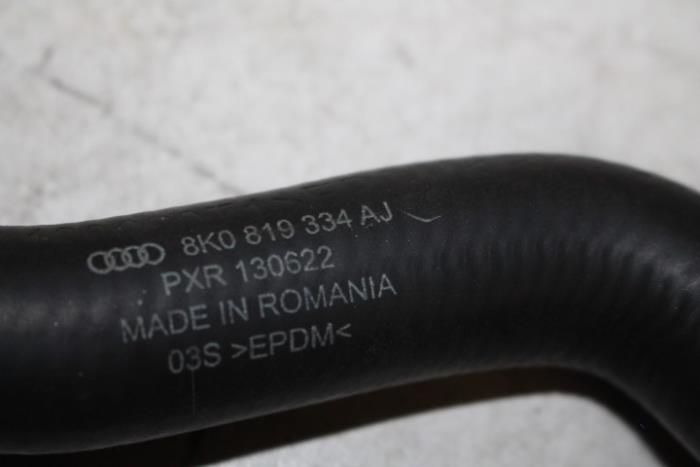 8K0 819 334 AJ
PXR 130622
MADE IN ROMANIA
03S >EPDM<